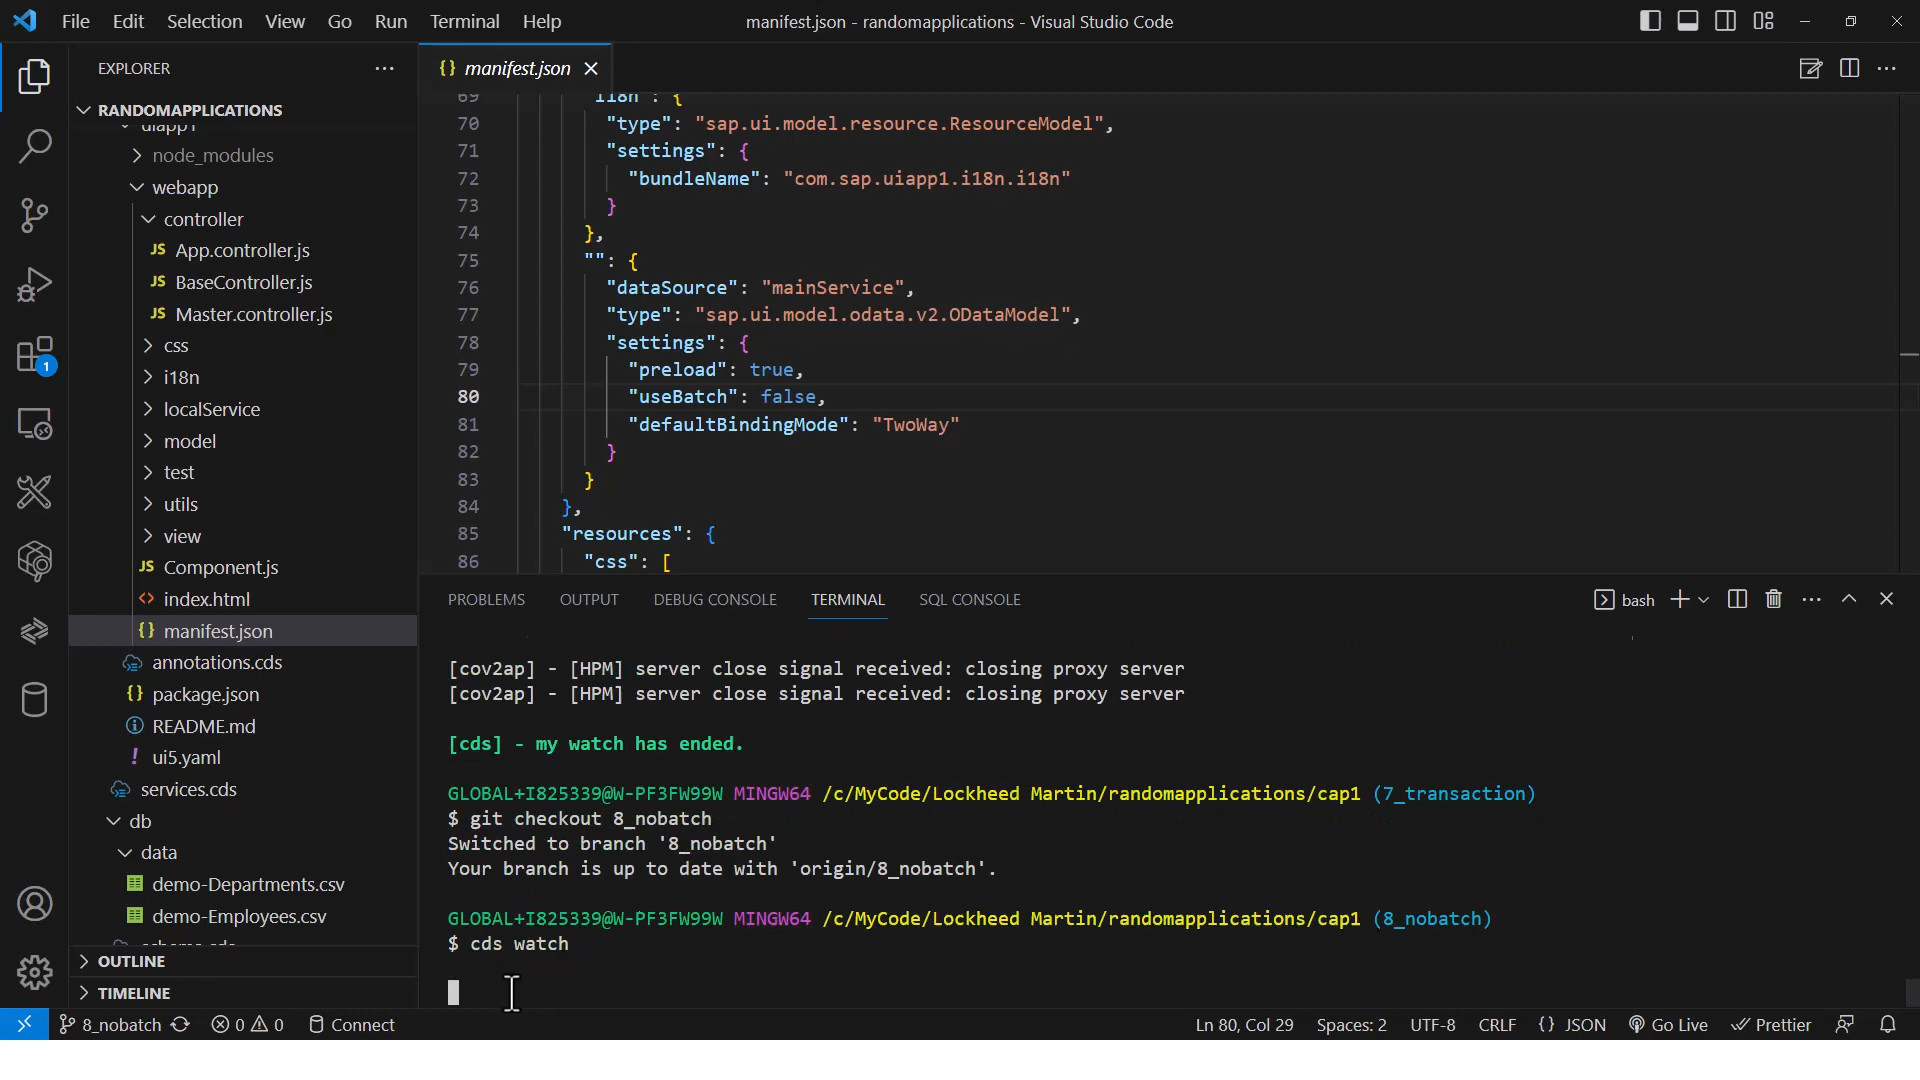 File Edit Selection View Go Run Terminal Help
manifest.json - randomapplications - Visual Studio Code
EXPLORER
RANDOMAPPLICATIONS
uiapp1
node_modules
webapp
controller
JS App.controller.js
JS BaseController.js
JS Master.controller.js
css
i18n
localService
model
test
utils
view
JS Component.js
<> index.html
{} manifest.json
annotations.cds
{} package.json
README.md
! ui5.yaml
services.cds
db
data
demo-Departments.csv
demo-Employees.csv
schema.cds
OUTLINE
TIMELINE
1
{} manifest.json
69 "i18n": {
70 "type": "sap.ui.model.resource.ResourceModel",
71 "settings": {
72 "bundleName": "com.sap.uiapp1.i18n.i18n"
73 }
74 },
75 "": {
76 "dataSource": "mainService",
77 "type": "sap.ui.model.odata.v2.ODataModel",
78 "settings": {
79 "preload": true,
80 "useBatch": false,
81 "defaultBindingMode": "TwoWay"
82 }
83 }
84 },
85 "resources": {
86 "css": [
PROBLEMS OUTPUT DEBUG CONSOLE TERMINAL SQL CONSOLE
bash
[cov2ap] - [HPM] server close signal received: closing proxy server
[cov2ap] - [HPM] server close signal received: closing proxy server
[cds] - my watch has ended.
GLOBAL+I825339@W-PF3FW99W MINGW64 /c/MyCode/Lockheed Martin/randomapplications/cap1 (7_transaction)
$ git checkout 8_nobatch
Switched to branch '8_nobatch'
Your branch is up to date with 'origin/8_nobatch'.
GLOBAL+I825339@W-PF3FW99W MINGW64 /c/MyCode/Lockheed Martin/randomapplications/cap1 (8_nobatch)
$ cds watch
8_nobatch 0 0 Connect
Ln 80, Col 29 Spaces: 2 UTF-8 CRLF {} JSON Go Live Prettier